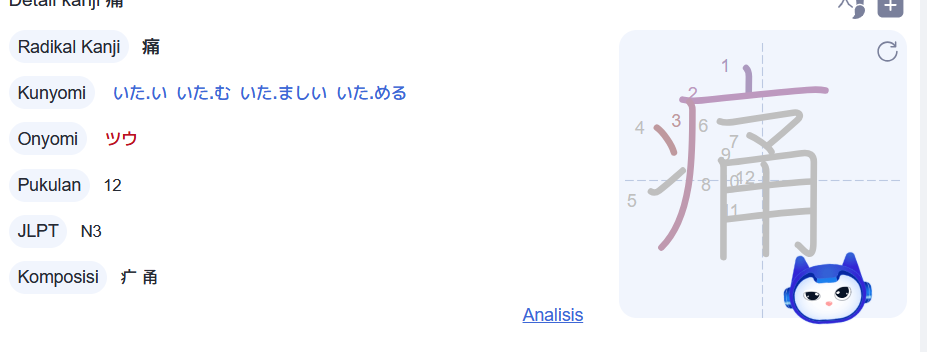 Detail kanji 痛
Radikal Kanji 痛
Kunyomi いた.い いた.む いた.ましい いた.める
Onyomi ツウ
Pukulan 12
JLPT N3
Komposisi 疒 甬
Analisis
1
2
3
4
5
6
7
8
9
12
11